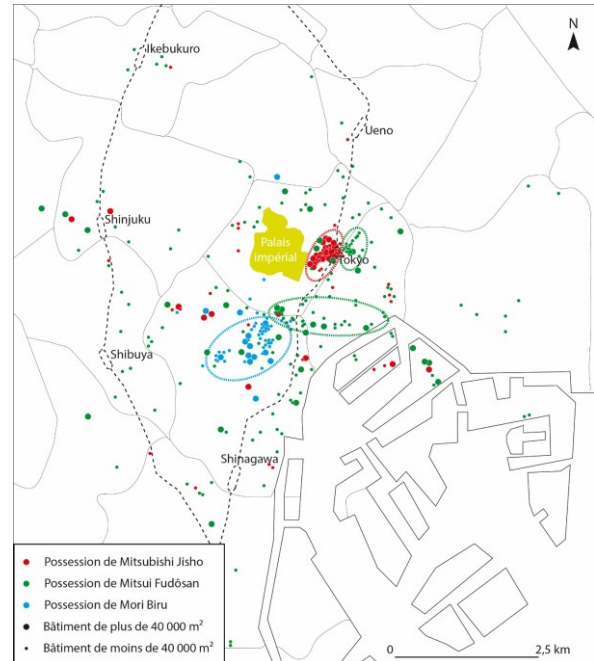 N
Ikebukuro
Ueno
Shinjuku
Palais
impérial
Tokyo
Shibuya
Shinagawa
Possession de Mitsubishi Jisho
Possession de Mitsui Fudôsan
Possession de Mori Biru
Bâtiment de plus de 40 000 m²
Bâtiment de moins de 40 000 m²
0 2,5 km